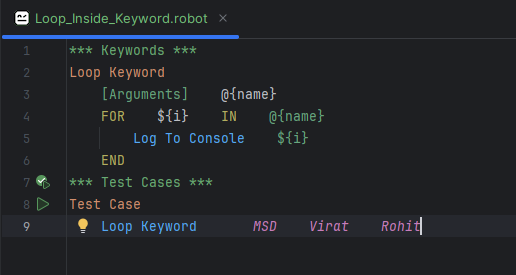 Loop_Inside_Keyword.robot ×
1 *** Keywords ***
2 Loop Keyword
3     [Arguments]    @{name}
4     FOR    ${i}    IN    @{name}
5         Log To Console    ${i}
6     END
7 *** Test Cases ***
8 Test Case
9     Loop Keyword       MSD    Virat    Rohit